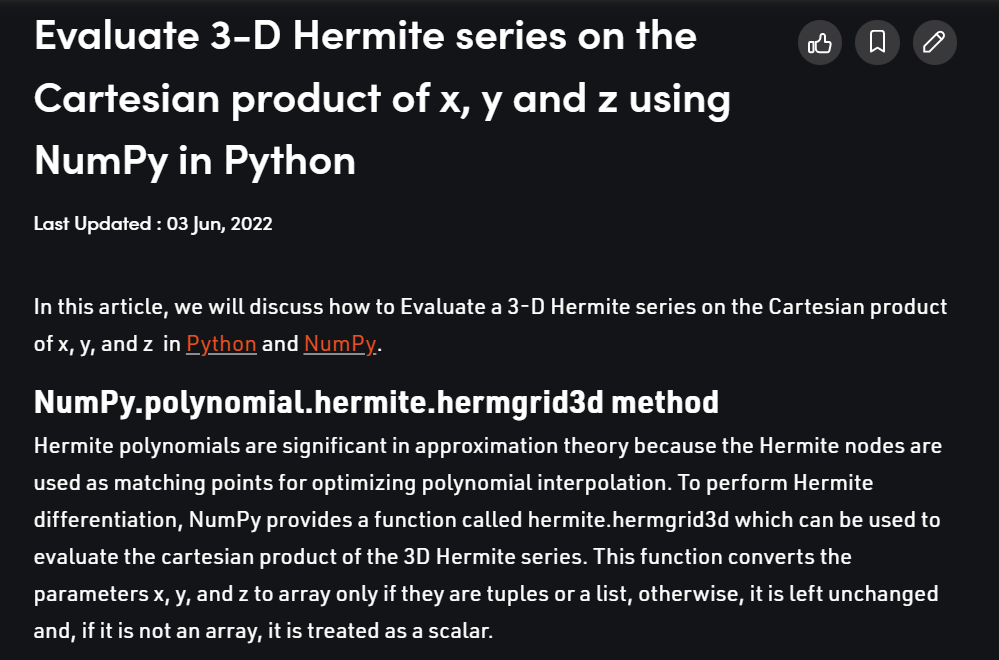 Evaluate 3-D Hermite series on the
Cartesian product of x, y and z using
NumPy in Python
Last Updated : 03 Jun, 2022
In this article, we will discuss how to Evaluate a 3-D Hermite series on the Cartesian product
of x, y, and z  in Python and NumPy.
NumPy.polynomial.hermite.hermgrid3d method
Hermite polynomials are significant in approximation theory because the Hermite nodes are
used as matching points for optimizing polynomial interpolation. To perform Hermite
differentiation, NumPy provides a function called hermite.hermgrid3d which can be used to
evaluate the cartesian product of the 3D Hermite series. This function converts the
parameters x, y, and z to array only if they are tuples or a list, otherwise, it is left unchanged
and, if it is not an array, it is treated as a scalar.